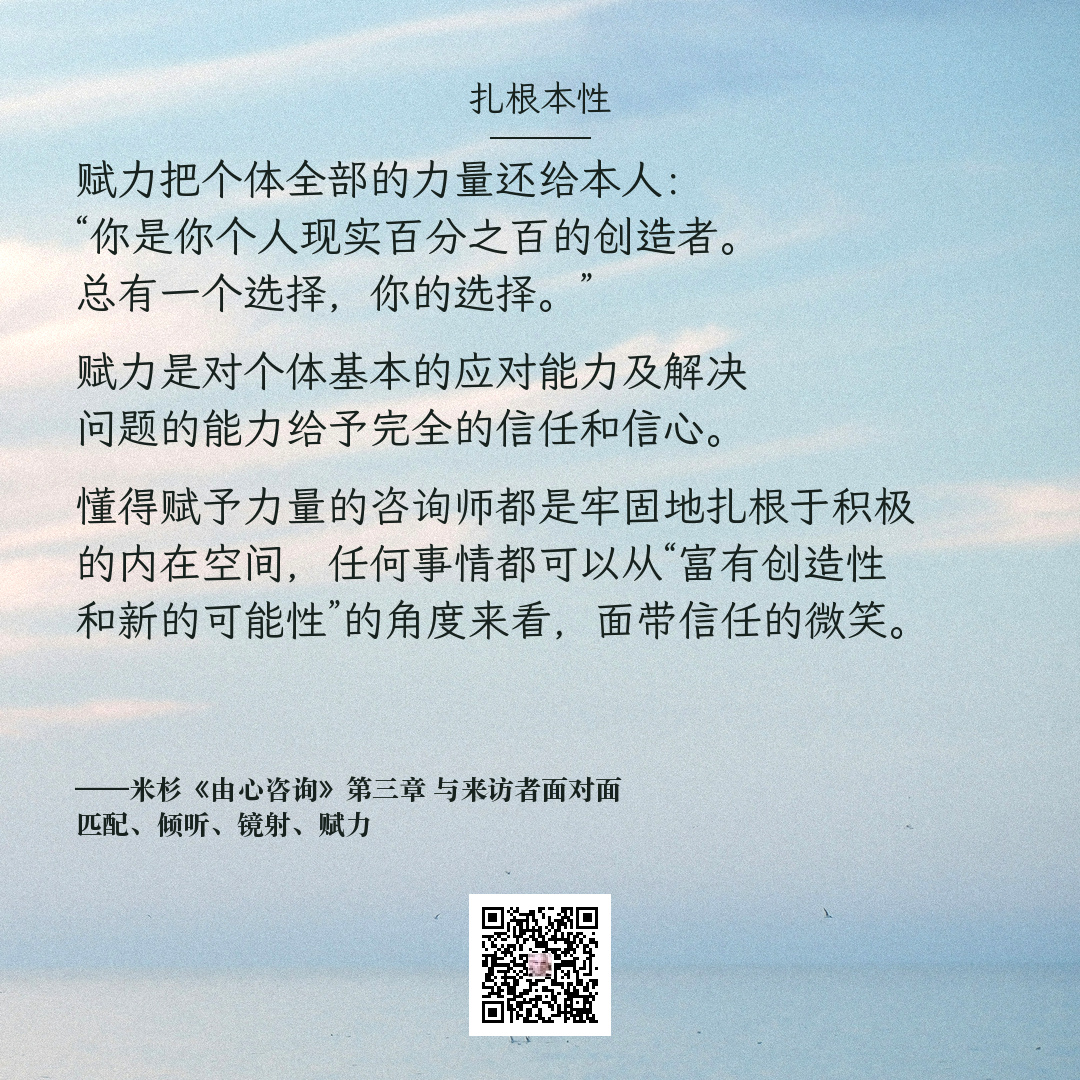 扎根本性
赋力把个体全部的力量还给本人：
“你是你个人现实百分之百的创造者。
总有一个选择，你的选择。”
赋力是对个体基本的应对能力及解决
问题的能力给予完全的信任和信心。
懂得赋予力量的咨询师都是牢固地扎根于积极
的内在空间，任何事情都可以从“富有创造性
和新的可能性”的角度来看，面带信任的微笑。
——米杉《由心咨询》第三章 与来访者面对面
匹配、倾听、镜射、赋力